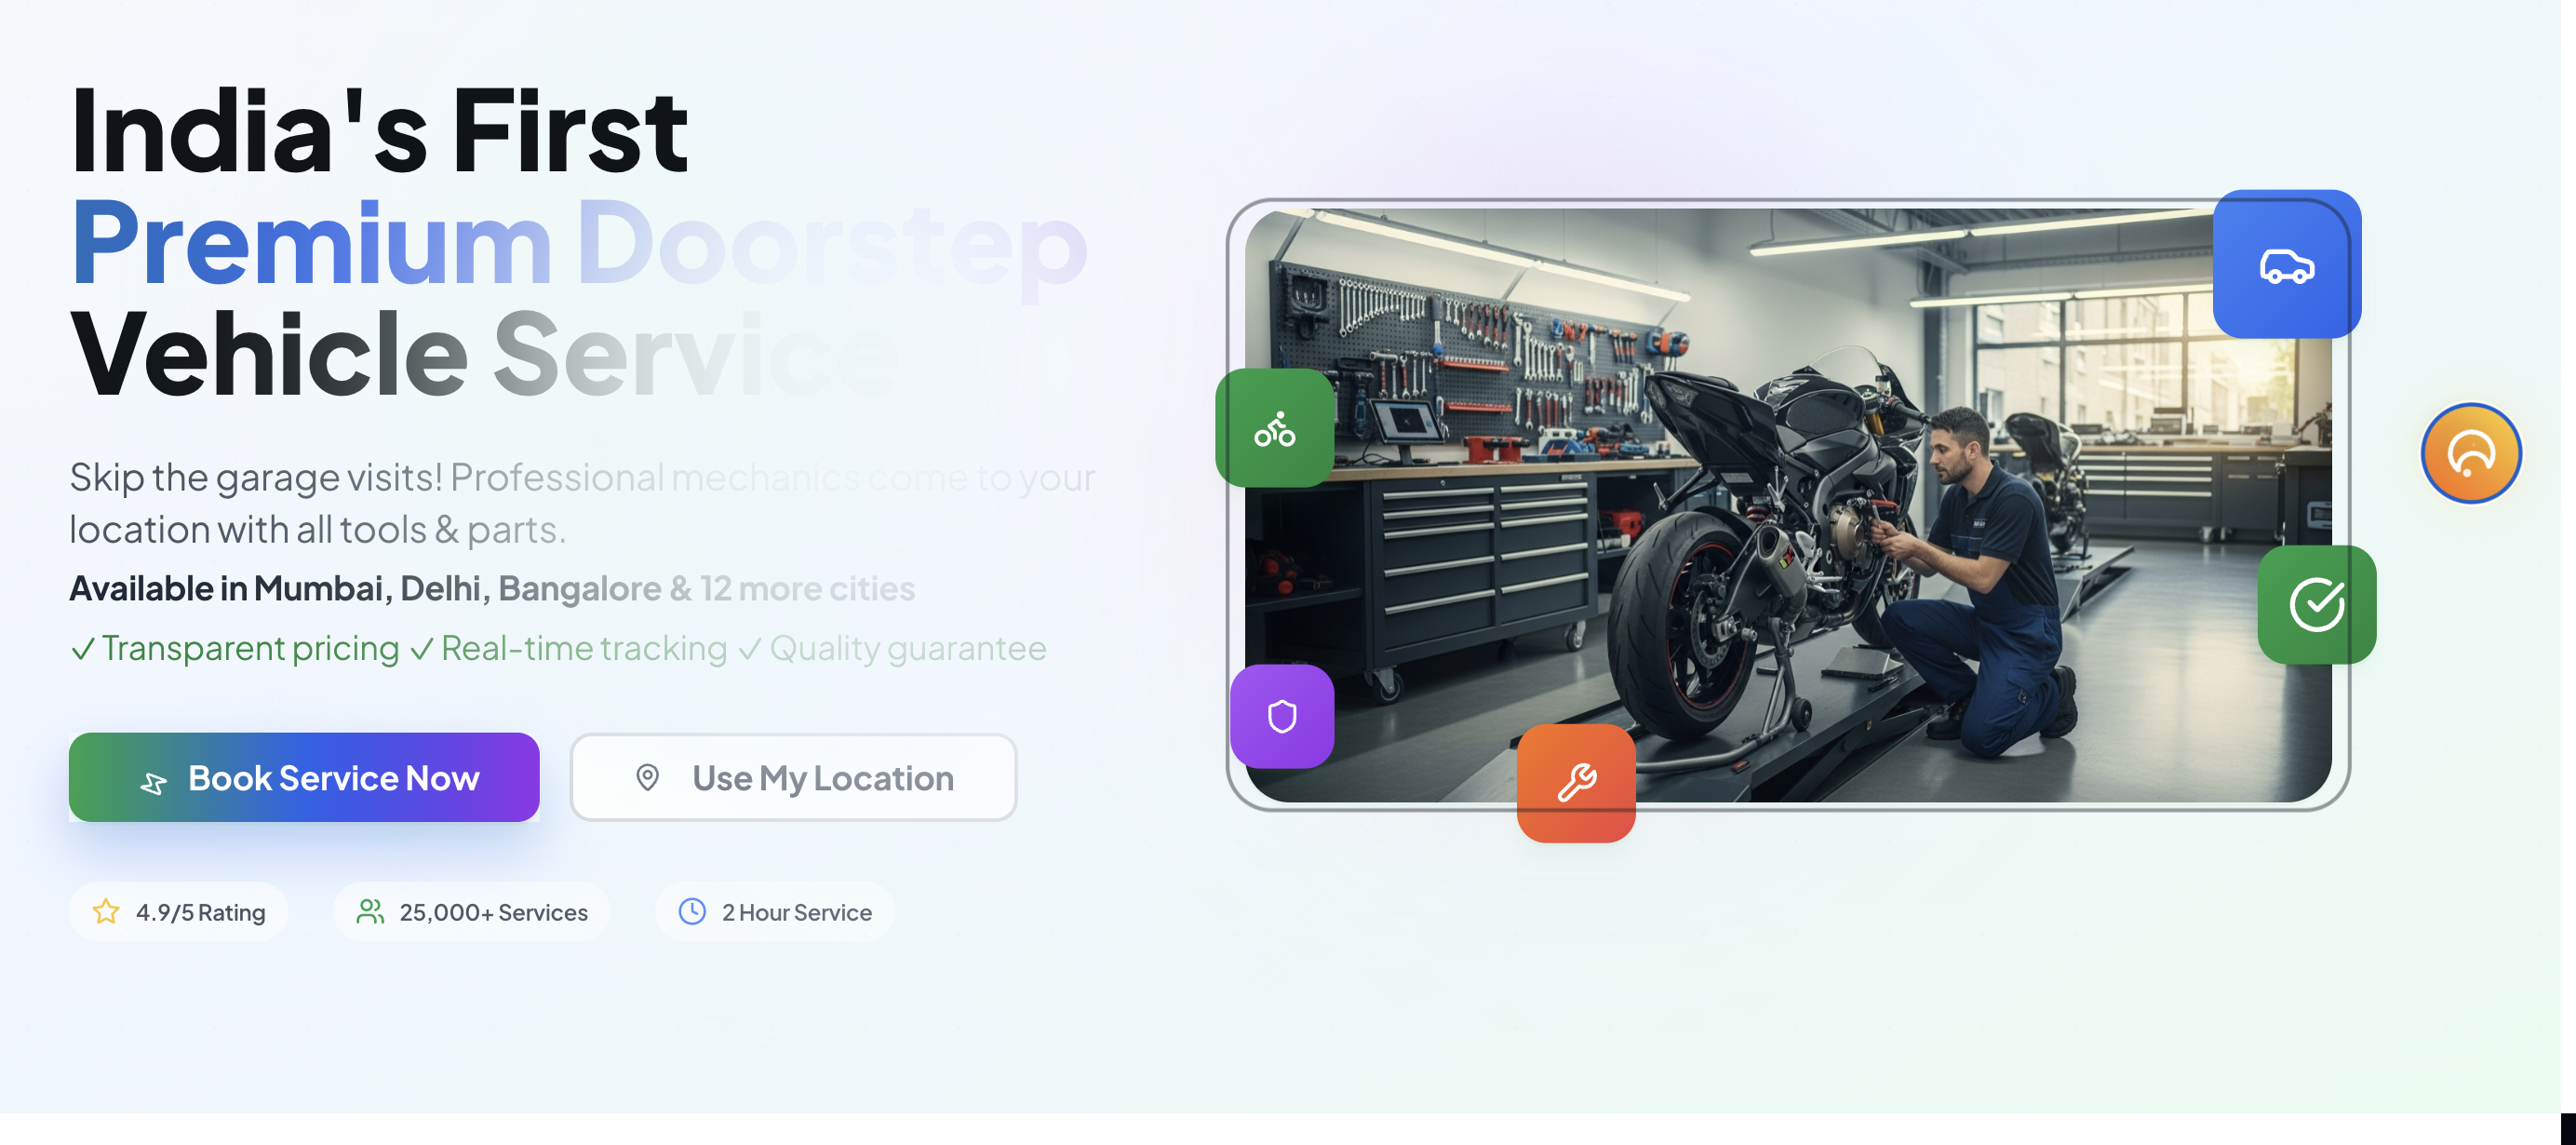 India's First
Premium Doorstep
Vehicle Service
Skip the garage visits! Professional mechanics come to your
location with all tools & parts.
Available in Mumbai, Delhi, Bangalore & 12 more cities
✓ Transparent pricing ✓ Real-time tracking ✓ Quality guarantee
Book Service Now
Use My Location
4.9/5 Rating
25,000+ Services
2 Hour Service